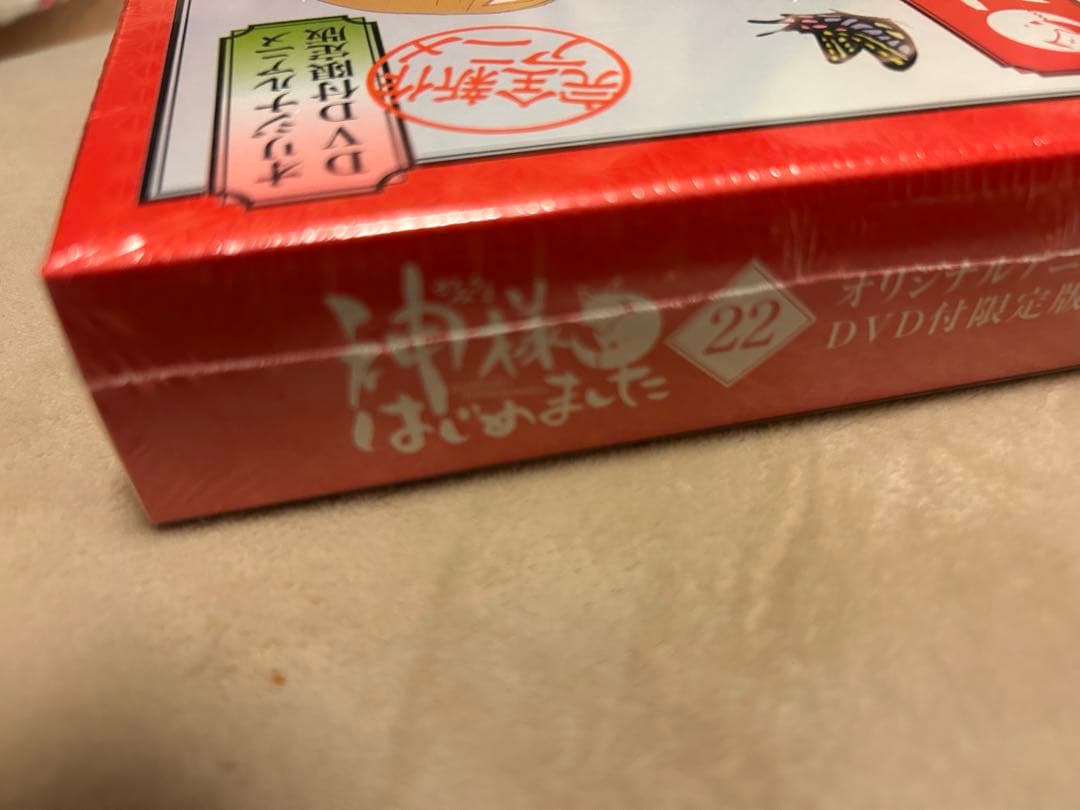 オリジナルアニメ
DVD付限定版
完全新作
アニメ
神様
はじめました
22
オリジナルアニ
DVD付限定版